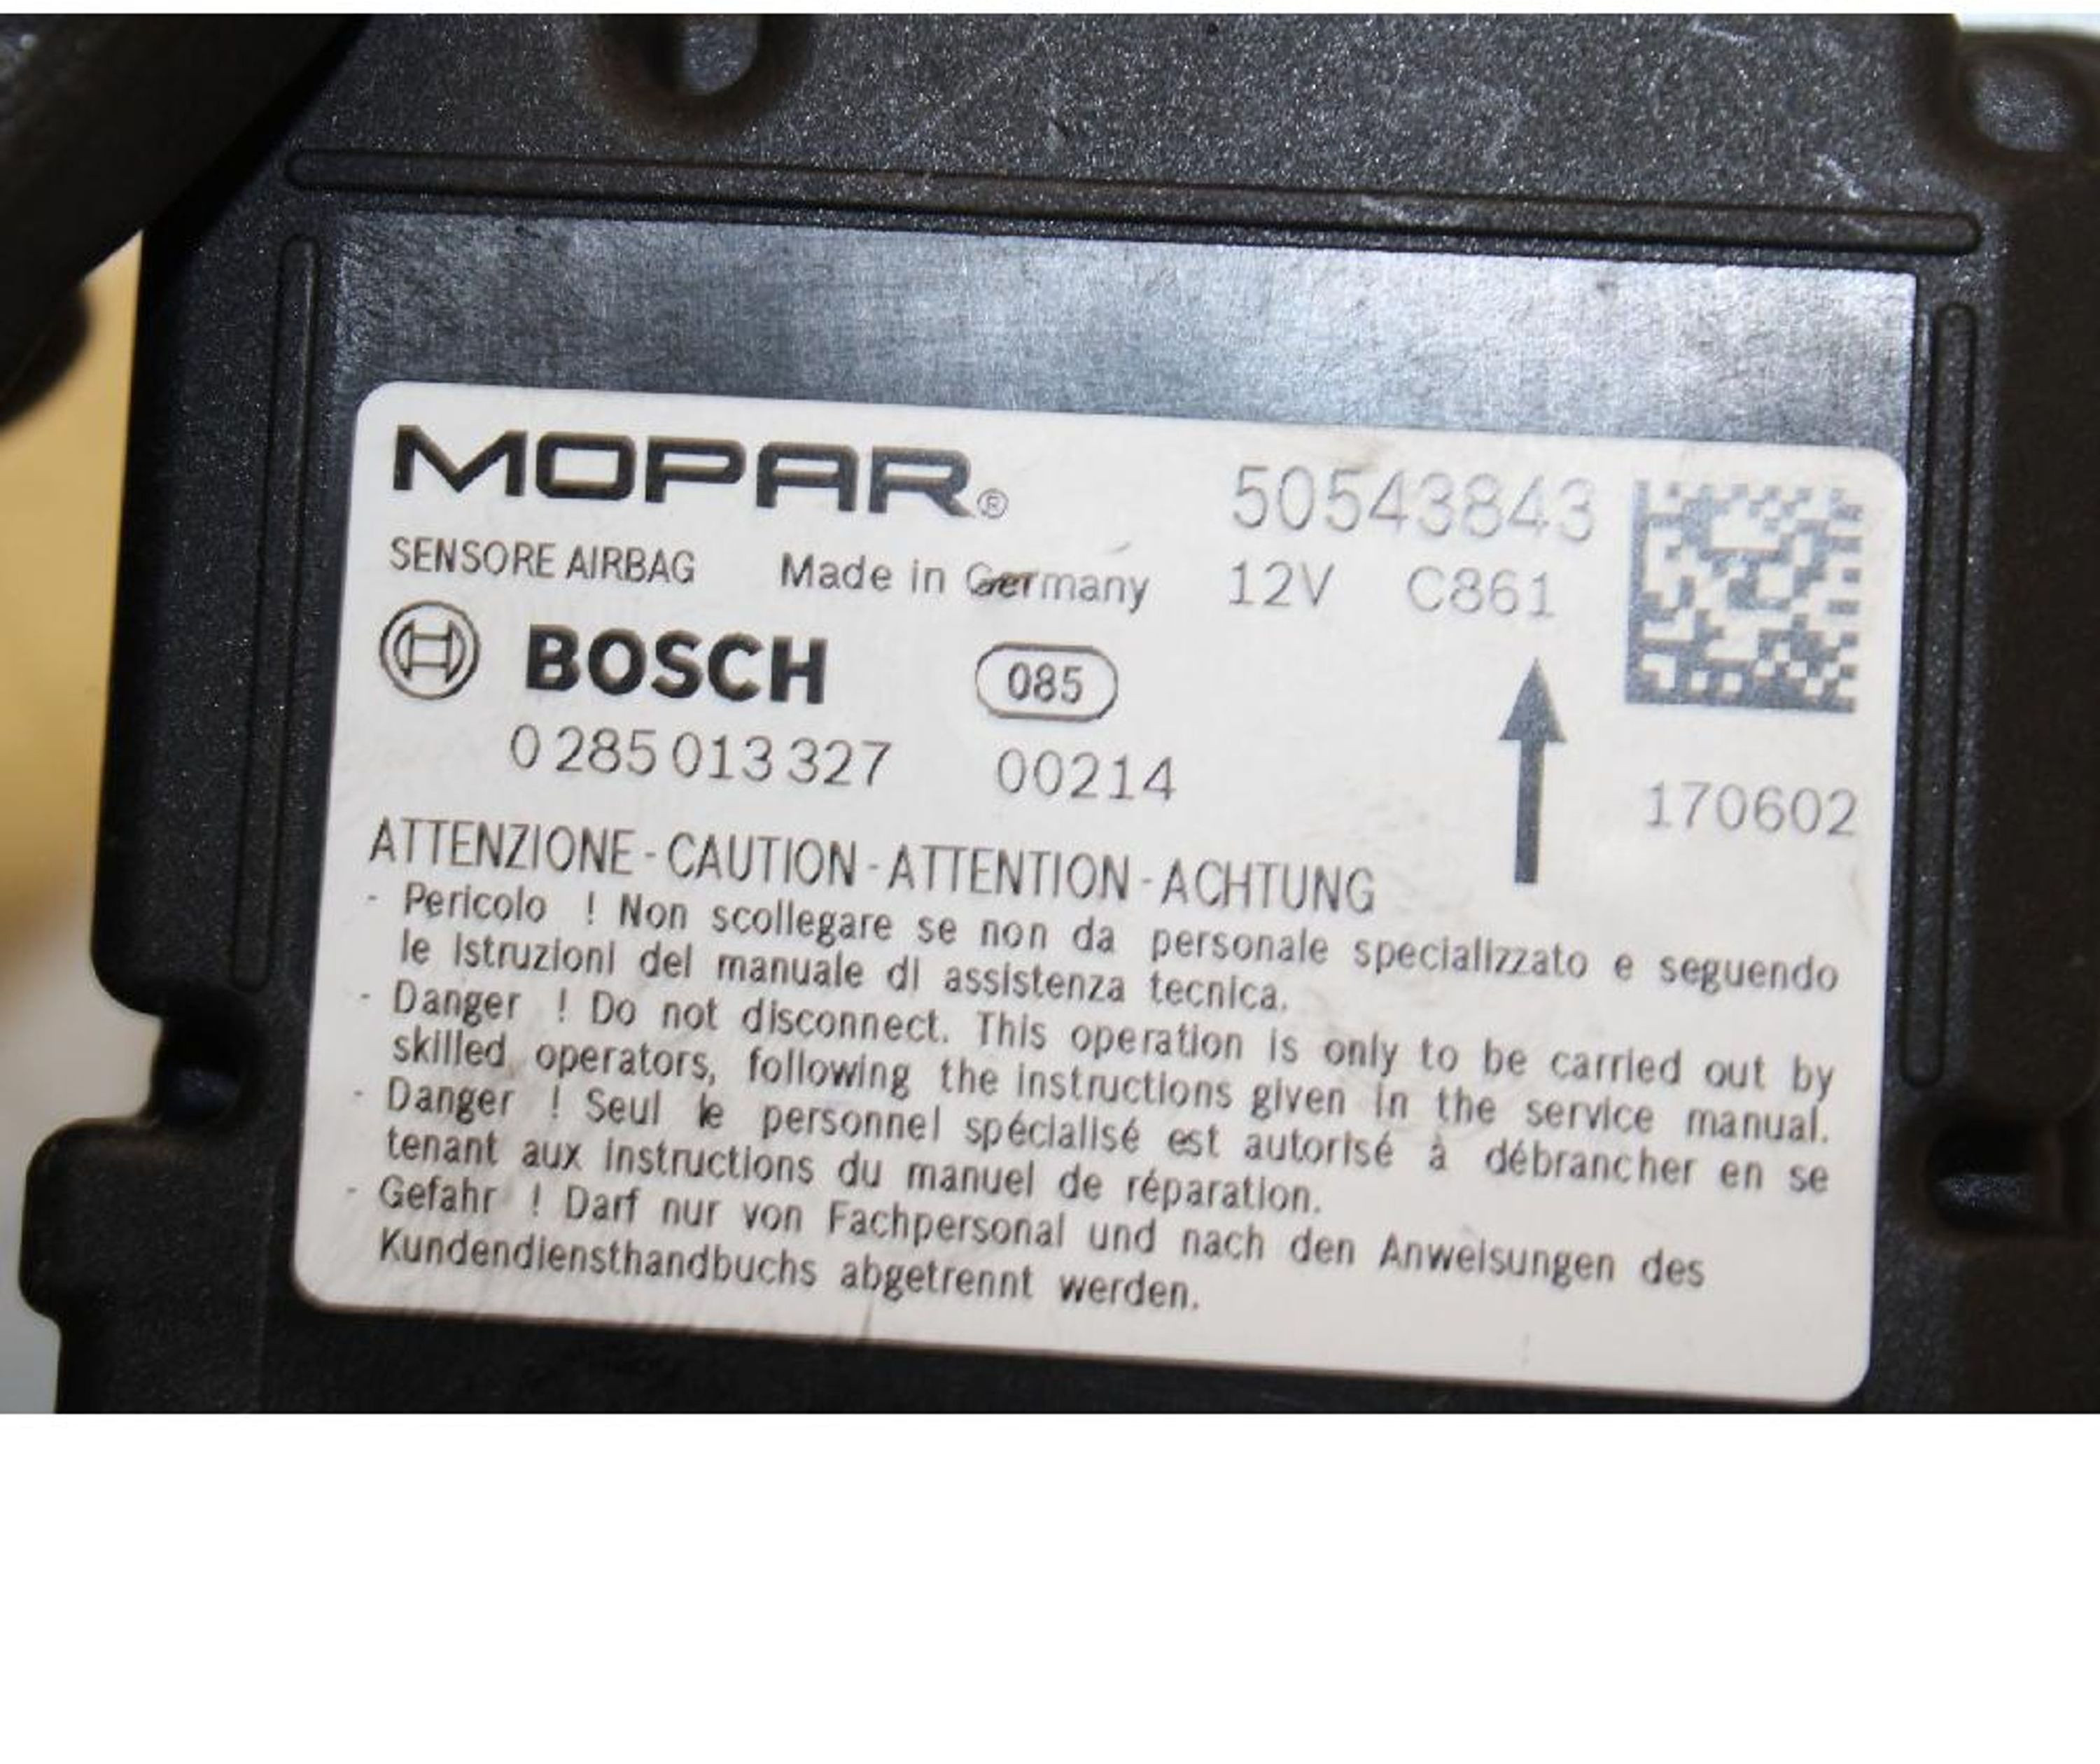 MOPAR® 50543843
SENSORE AIRBAG Made in Germany 12V C861
BOSCH 085
0 285 013 327 00214 170602
ATTENZIONE - CAUTION - ATTENTION - ACHTUNG
- Pericolo ! Non scollegare se non da personale specializzato e seguendo
le istruzioni del manuale di assistenza tecnica.
- Danger ! Do not disconnect. This operation is only to be carried out by
skilled operators, following the instructions given in the service manual.
- Danger ! Seul le personnel spécialisé est autorisé à débrancher en se
tenant aux instructions du manuel de réparation.
- Gefahr ! Darf nur von Fachpersonal und nach den Anweisungen des
Kundendiensthandbuchs abgetrennt werden.